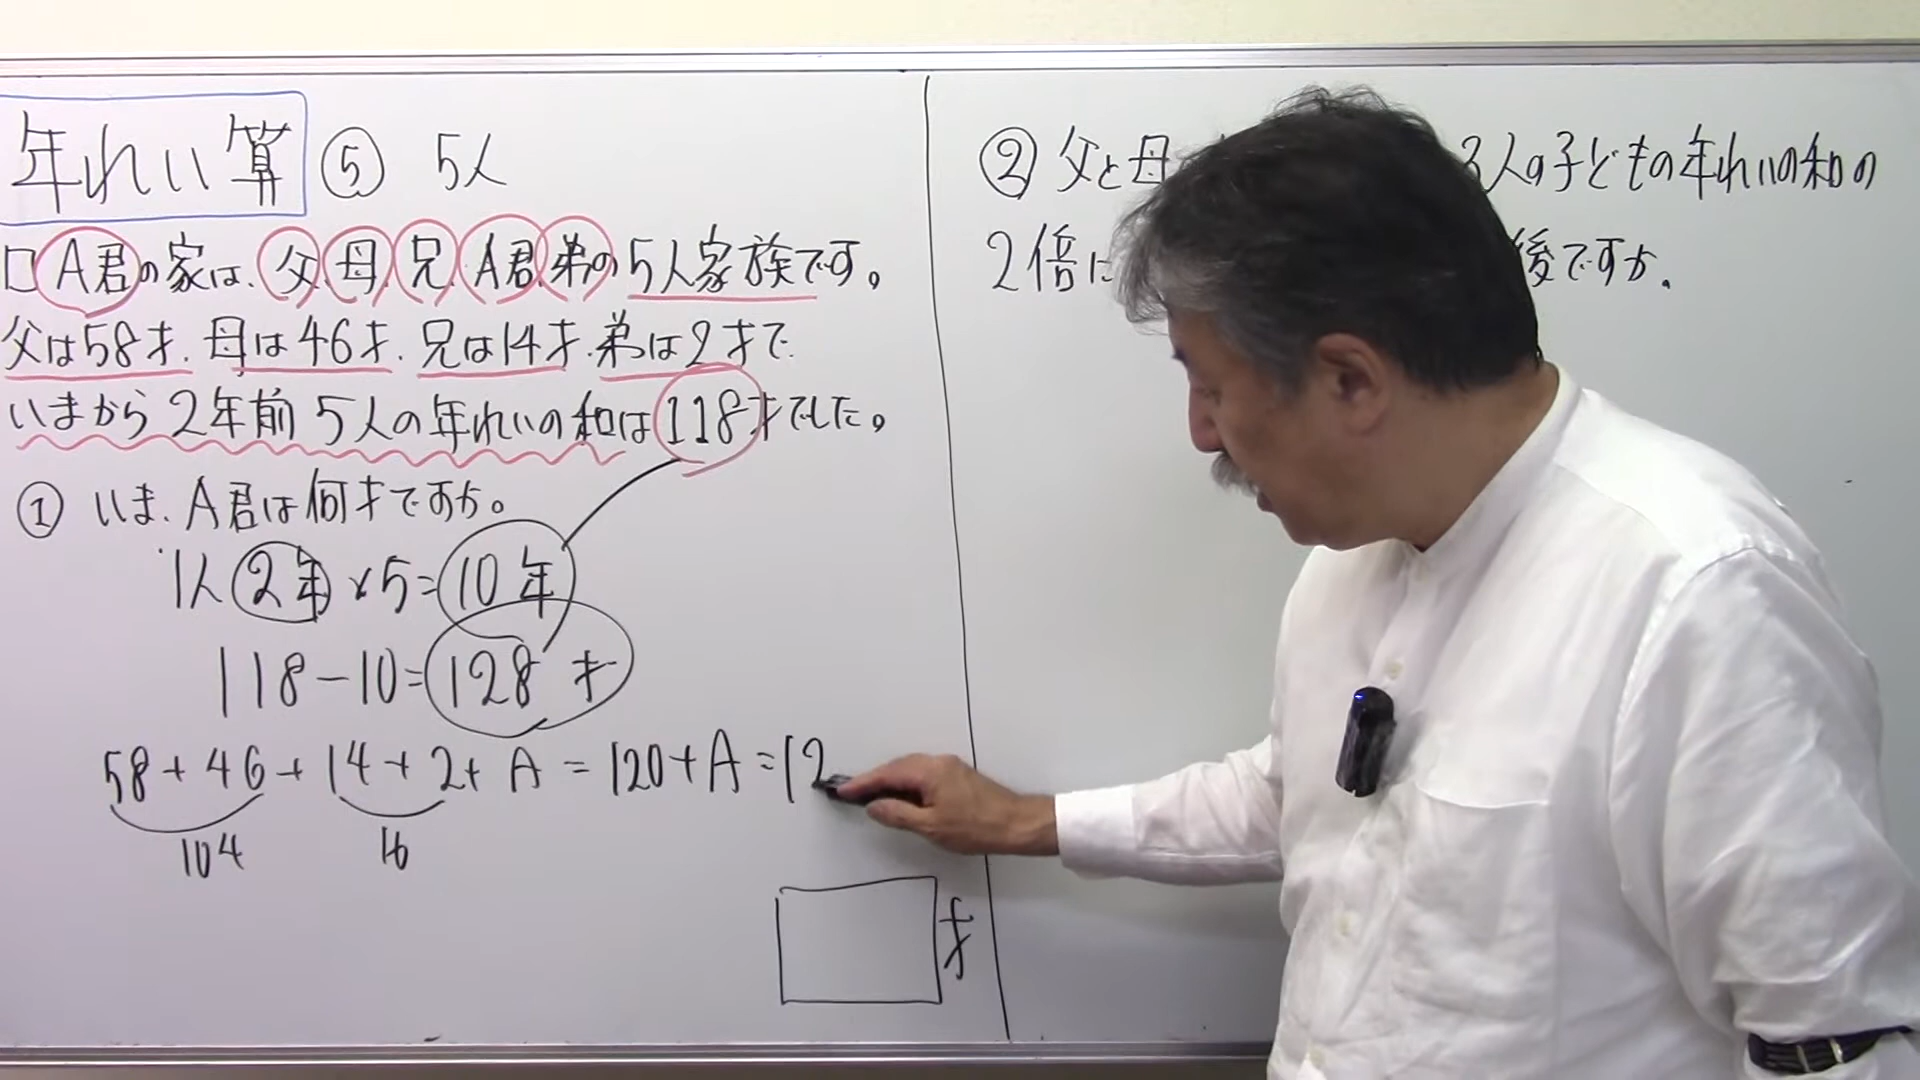 年れい算 ⑤ 5人
□A君の家は、父、母、兄、A君、弟の5人家族です。
父は58才、母は46才、兄は14才、弟は2才で、
いまから2年前5人の年れいの和は118才でした。
① いま、A君は何才ですか。
1人2年×5=10年
118-10=128才
58+46+14+2+A=120+A=12
104 16
才
② 父と母 3人の子どもの年れいの和の
2倍に 後ですか。